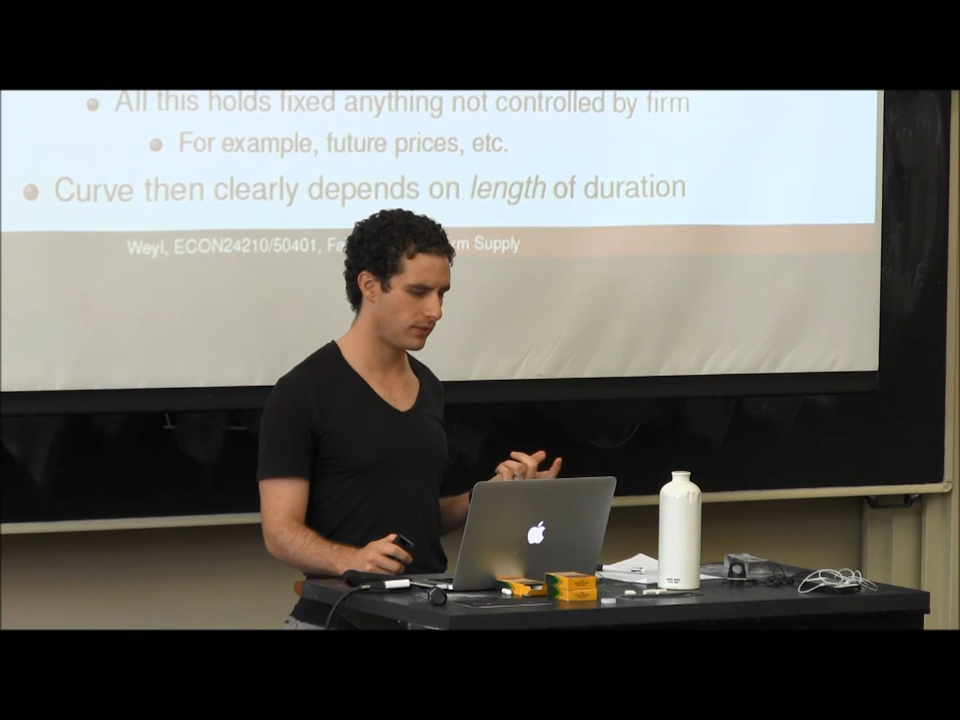 All this holds fixed anything not controlled by firm
For example, future prices, etc.
Curve then clearly depends on length of duration
Weyl, ECON24210/50401, Supply